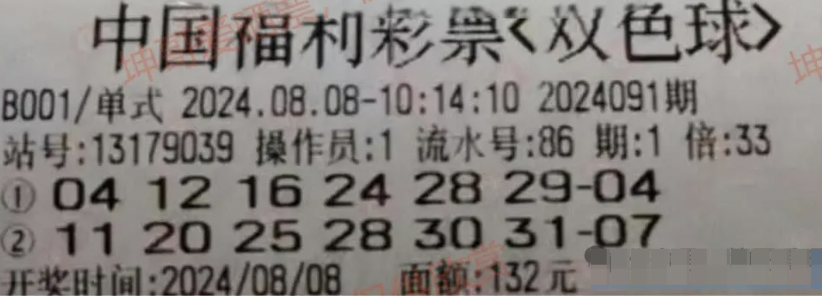 中国福利彩票<双色球>
B001/单式 2024.08.08-10:14:10 2024091期
站号:13179039 操作员:1 流水号:86 期:1 倍:33
① 04 12 16 24 28 29-04
② 11 20 25 28 30 31-07
开奖时间:2024/08/08 面额:132元